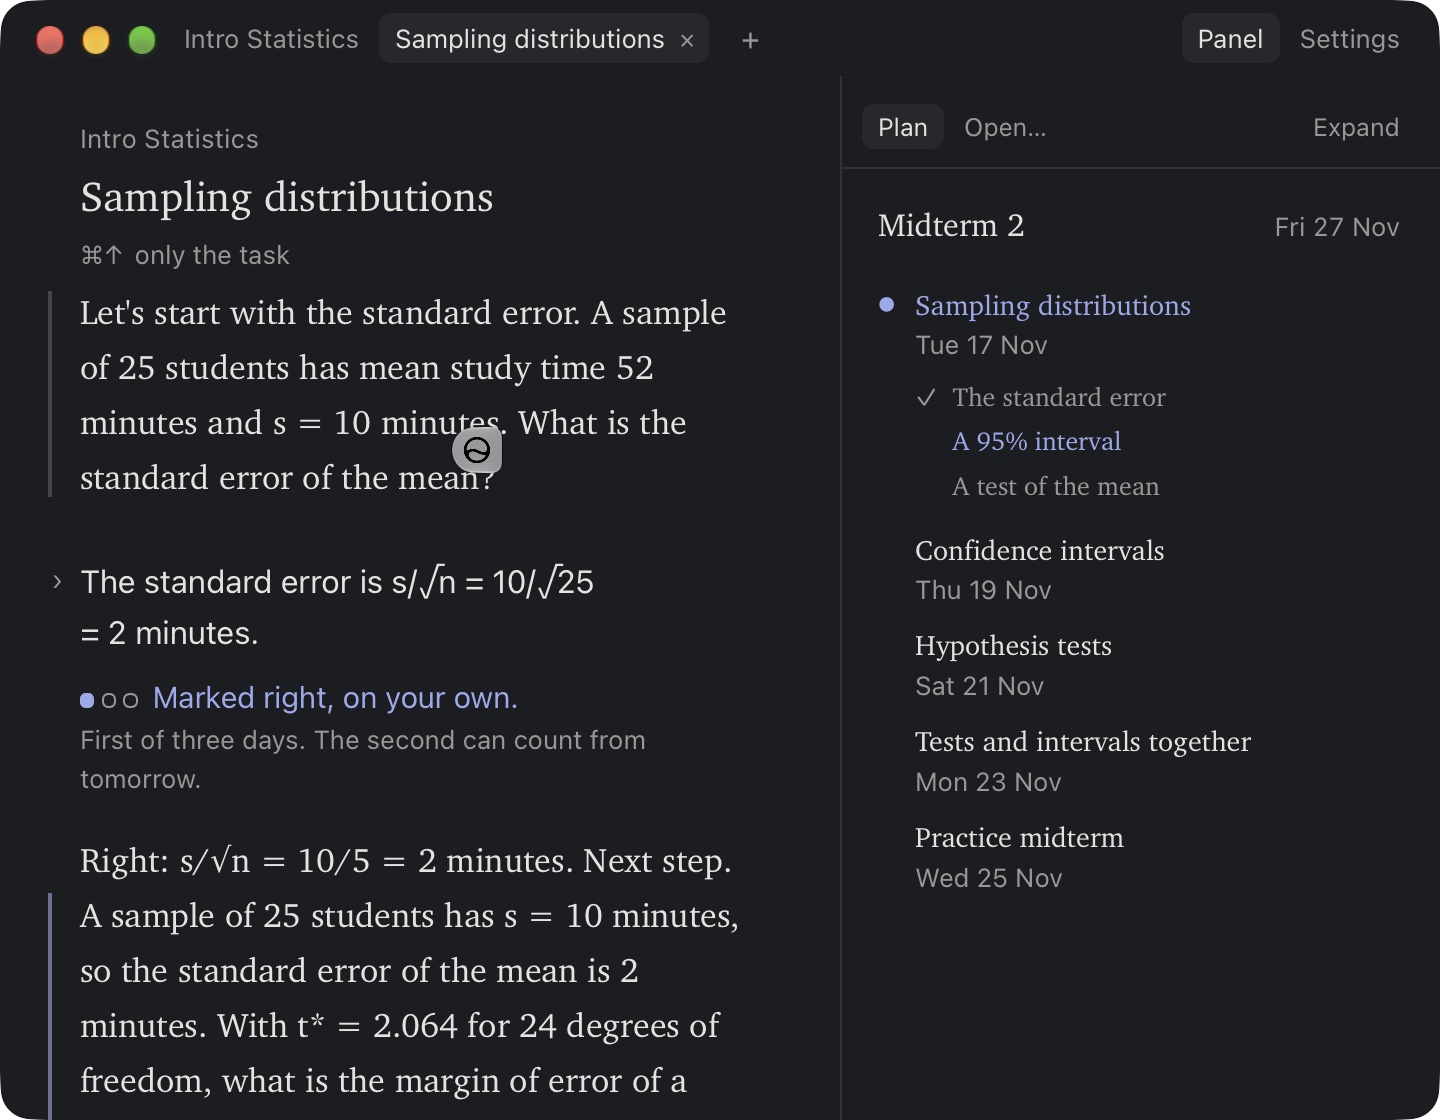 Intro Statistics
Sampling distributions ×
+
Panel
Settings
Intro Statistics
Sampling distributions
⌘↑ only the task
Let's start with the standard error. A sample
of 25 students has mean study time 52
minutes and s = 10 minutes. What is the
standard error of the mean?
› The standard error is s/√n = 10/√25
= 2 minutes.
Marked right, on your own.
First of three days. The second can count from
tomorrow.
Right: s/√n = 10/5 = 2 minutes. Next step.
A sample of 25 students has s = 10 minutes,
so the standard error of the mean is 2
minutes. With t* = 2.064 for 24 degrees of
freedom, what is the margin of error of a
Plan
Open...
Expand
Midterm 2
Fri 27 Nov
Sampling distributions
Tue 17 Nov
✓ The standard error
A 95% interval
A test of the mean
Confidence intervals
Thu 19 Nov
Hypothesis tests
Sat 21 Nov
Tests and intervals together
Mon 23 Nov
Practice midterm
Wed 25 Nov